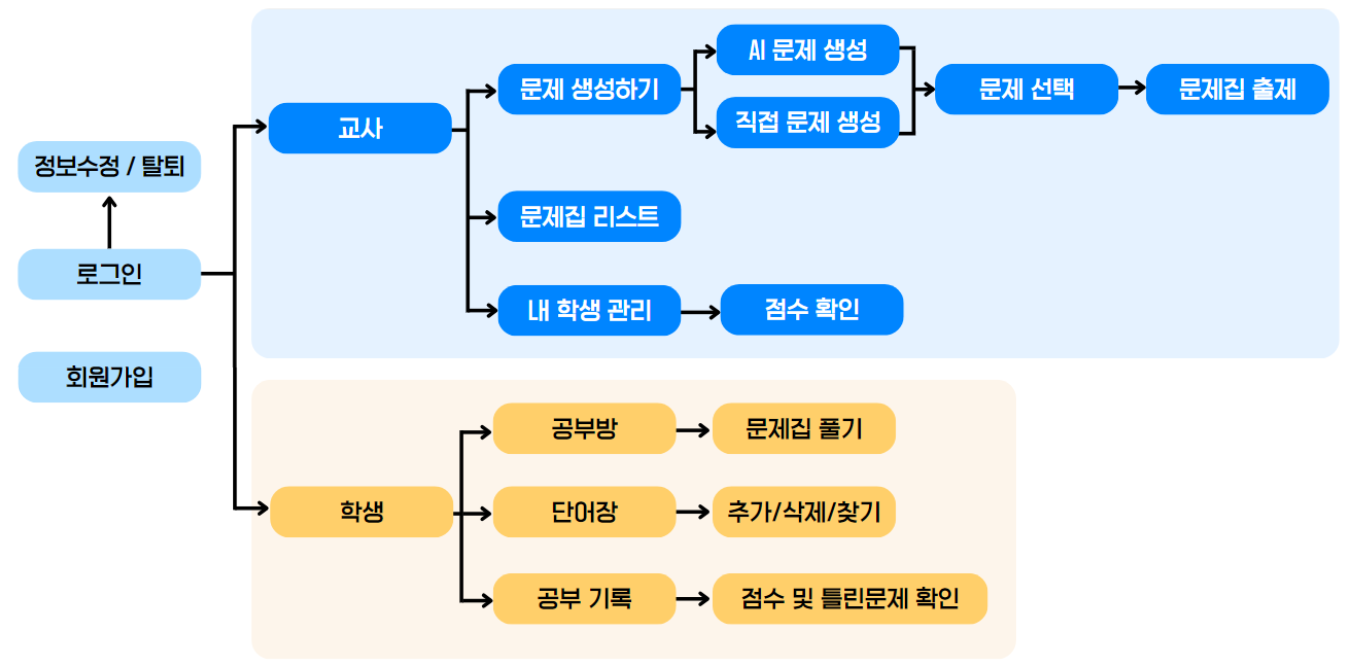 정보수정 / 탈퇴
로그인
회원가입
교사
문제 생성하기
AI 문제 생성
직접 문제 생성
문제 선택
문제집 출제
문제집 리스트
내 학생 관리
점수 확인
학생
공부방
문제집 풀기
단어장
추가/삭제/찾기
공부 기록
점수 및 틀린문제 확인